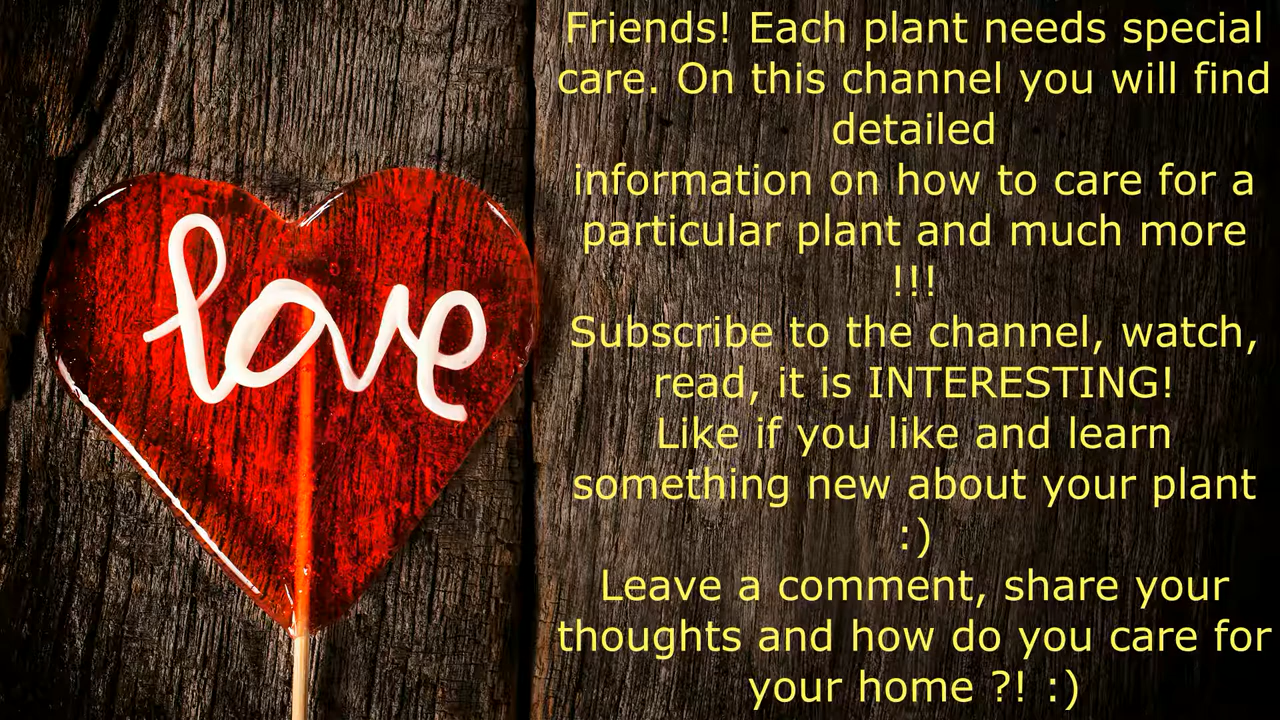 love
Friends! Each plant needs special
care. On this channel you will find
detailed
information on how to care for a
particular plant and much more
!!!
Subscribe to the channel, watch,
read, it is INTERESTING!
Like if you like and learn
something new about your plant
:)
Leave a comment, share your
thoughts and how do you care for
your home ?! :)